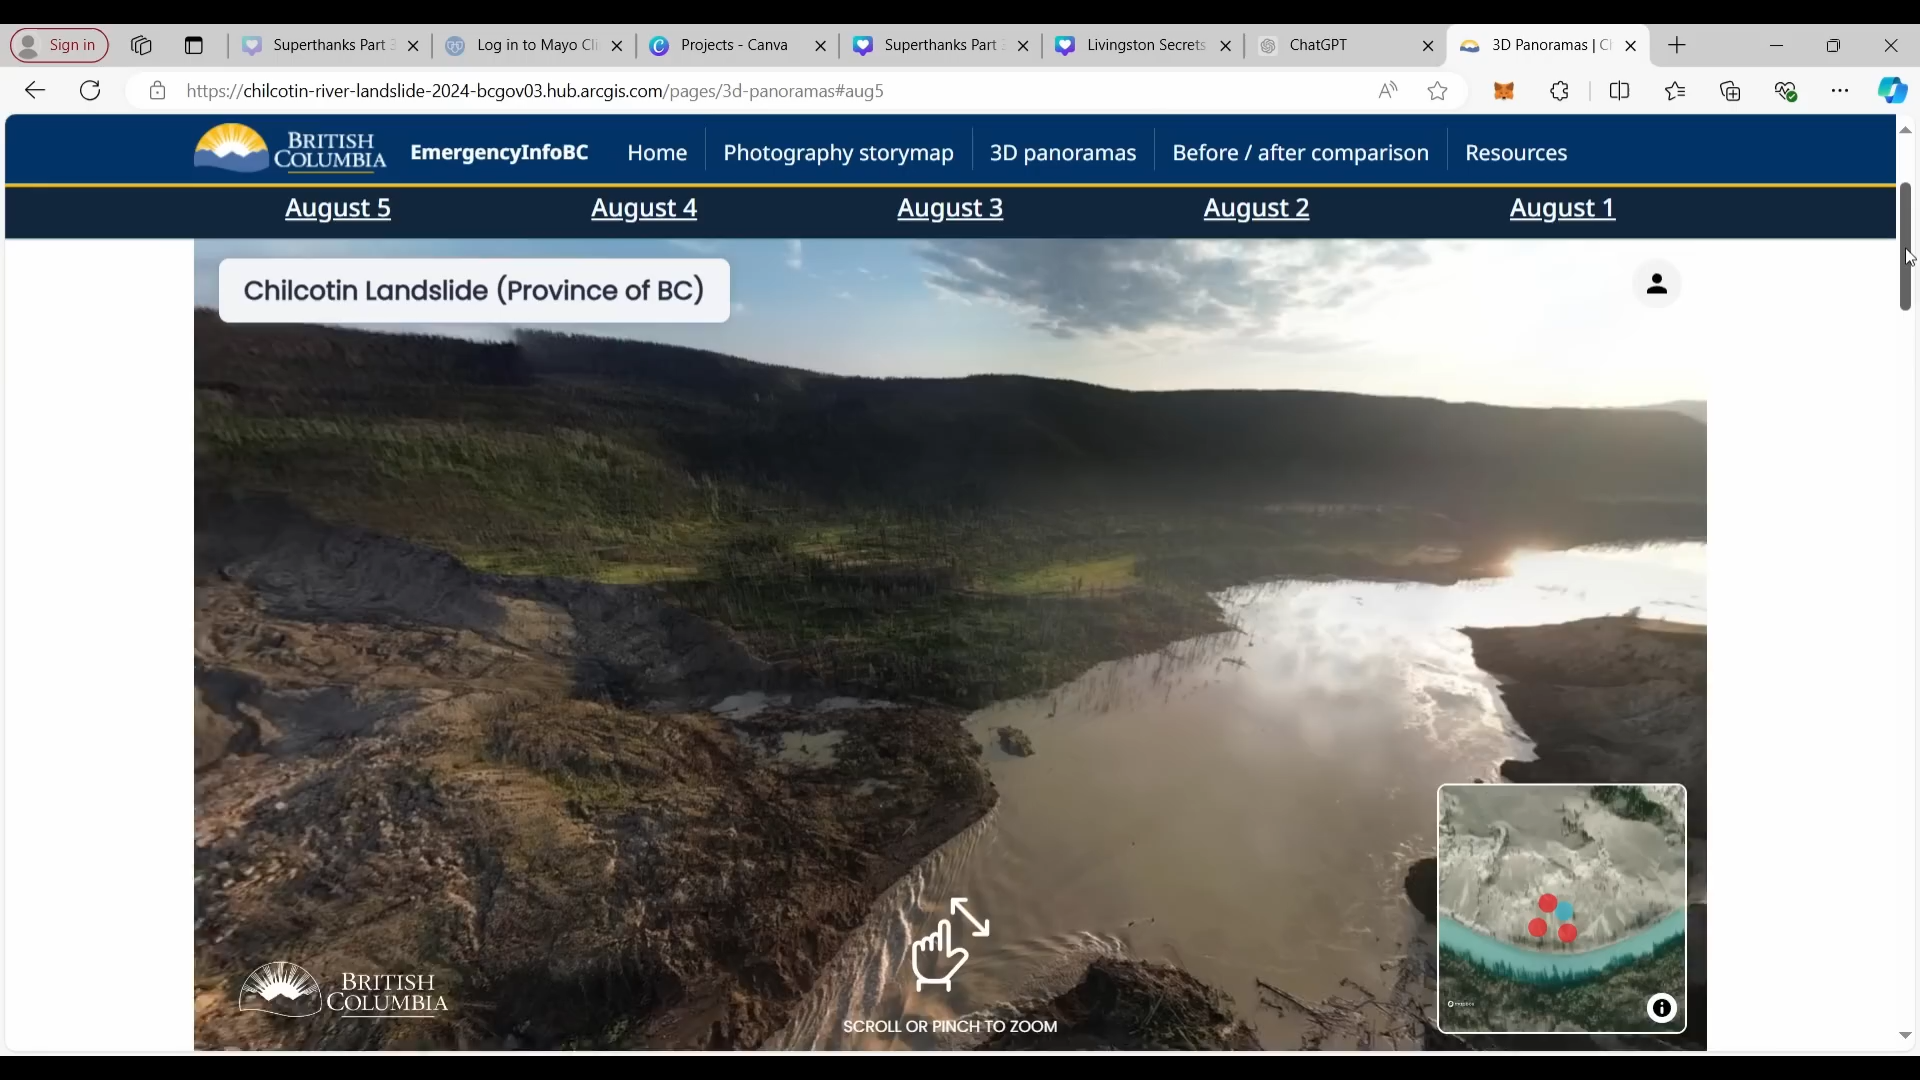 Sign in
Superthanks Part 3
Log in to Mayo Cli
Projects - Canva
Superthanks Part
Livingston Secrets
ChatGPT
3D Panoramas | C
https://chilcotin-river-landslide-2024-bcgov03.hub.arcgis.com/pages/3d-panoramas#aug5
BRITISH
COLUMBIA
EmergencyInfoBC
Home
Photography storymap
3D panoramas
Before / after comparison
Resources
August 5
August 4
August 3
August 2
August 1
Chilcotin Landslide (Province of BC)
BRITISH
COLUMBIA
SCROLL OR PINCH TO ZOOM